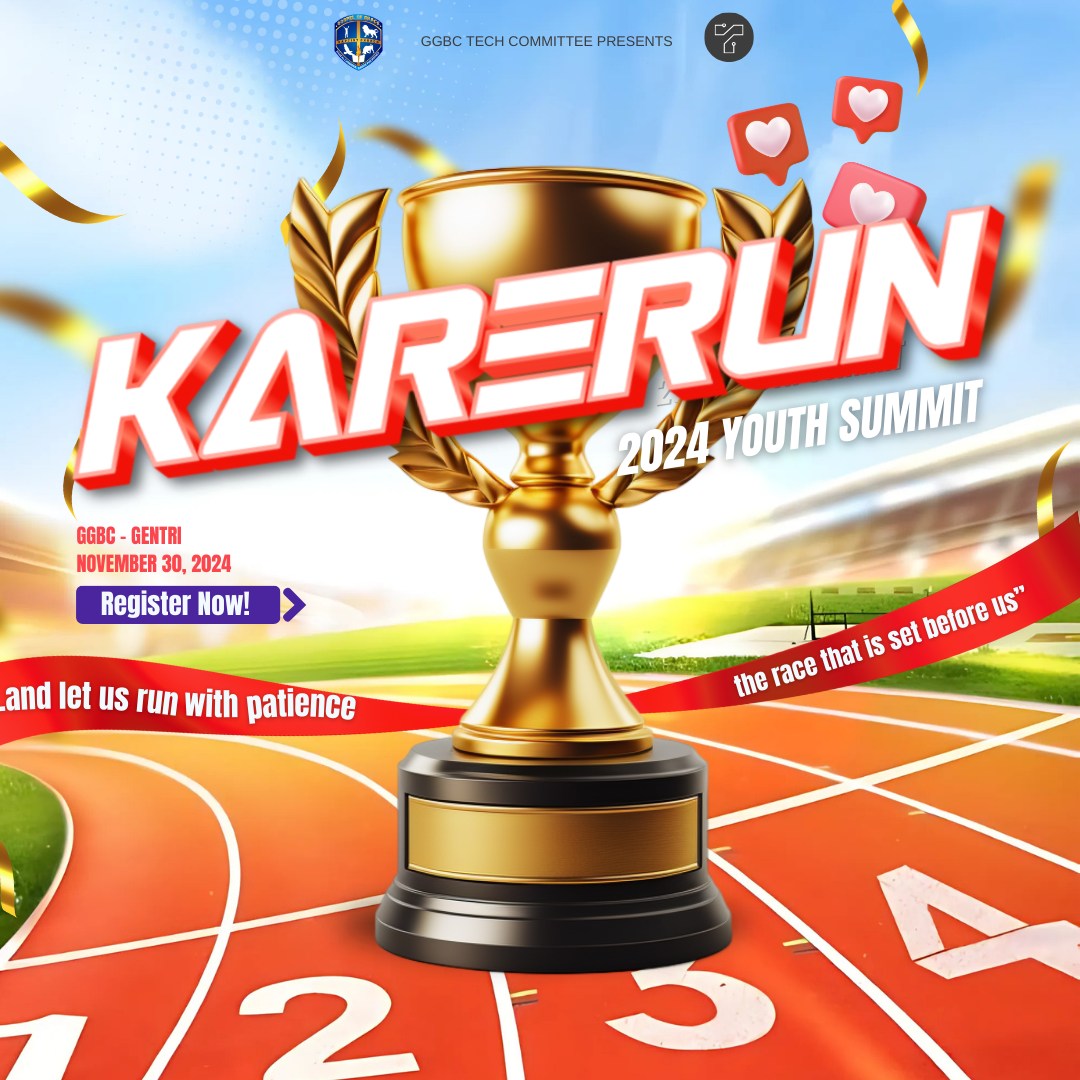 GGBC TECH COMMITTEE PRESENTS
KARERUN
2024 YOUTH SUMMIT
GGBC - GENTRI
NOVEMBER 30, 2024
Register Now!
...and let us run with patience
the race that is set before us”
1 2 3 4